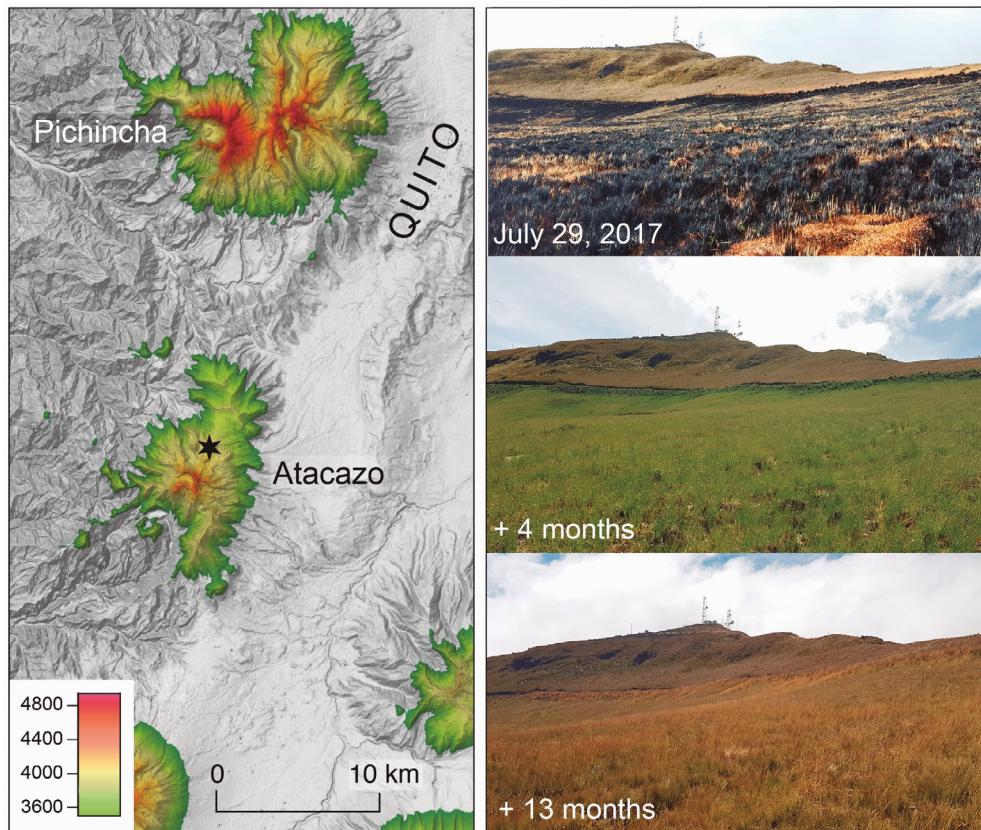 Pichincha
QUITO
Atacazo
4800
4400
4000
3600
0
10 km
July 29, 2017
+ 4 months
+ 13 months